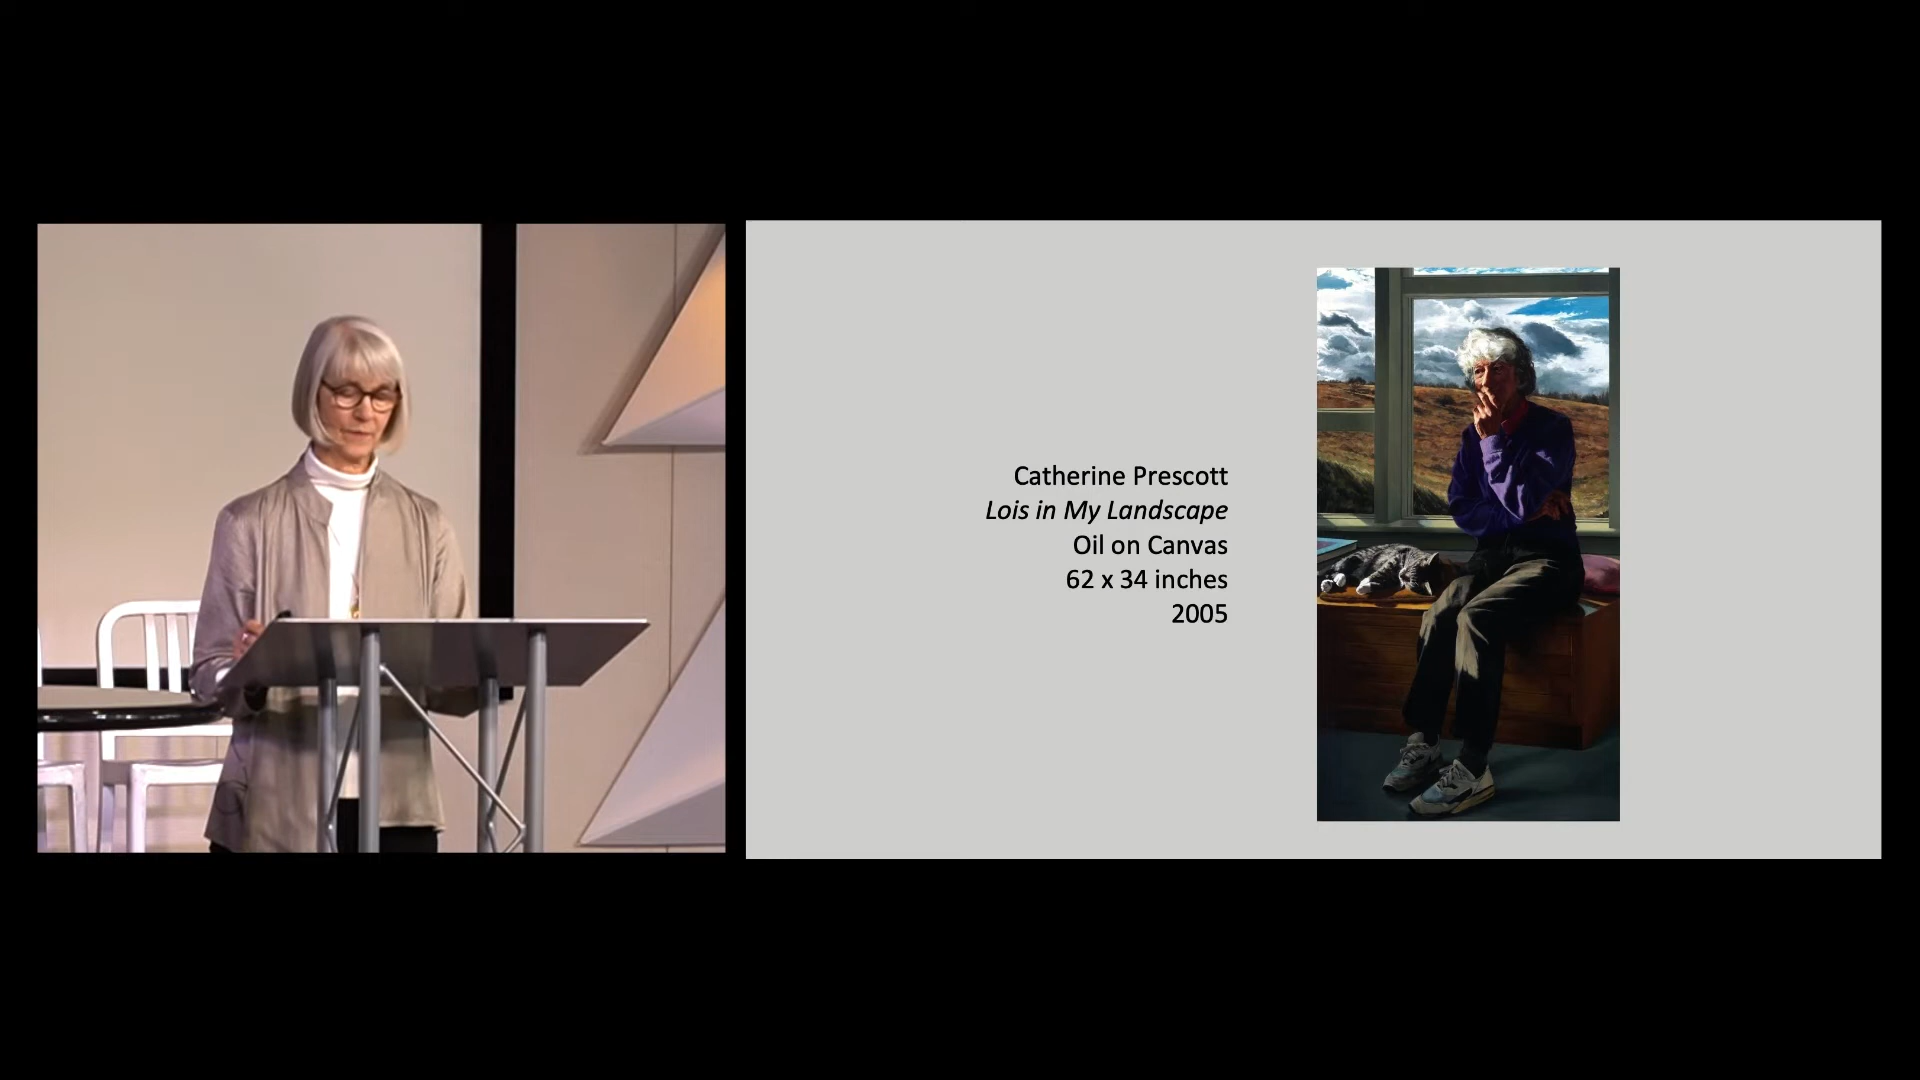 Catherine Prescott
Lois in My Landscape
Oil on Canvas
62 x 34 inches
2005